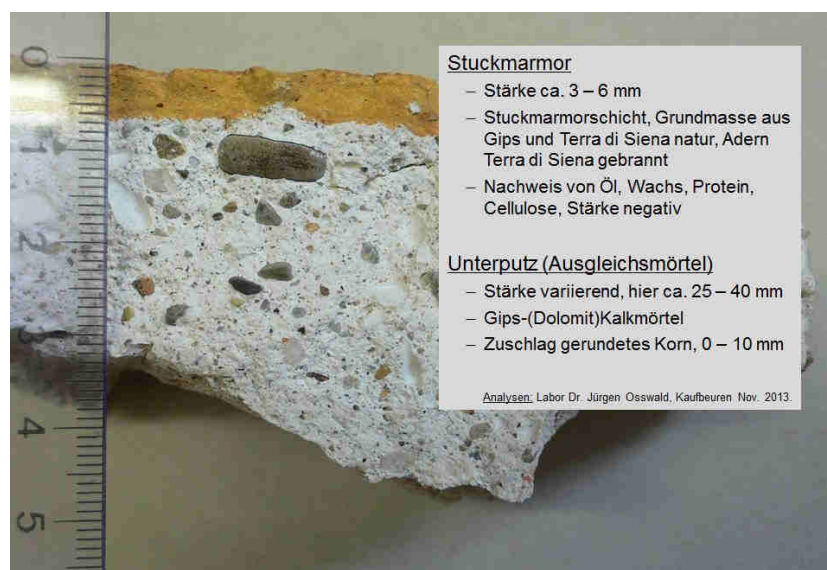 0
1
2
3
4
5
Stuckmarmor
– Stärke ca. 3 – 6 mm
– Stuckmarmorschicht, Grundmasse aus
Gips und Terra di Siena natur, Adern
Terra di Siena gebrannt
– Nachweis von Öl, Wachs, Protein,
Cellulose, Stärke negativ
Unterputz (Ausgleichsmörtel)
– Stärke variierend, hier ca. 25 – 40 mm
– Gips-(Dolomit)Kalkmörtel
– Zuschlag gerundetes Korn, 0 – 10 mm
Analysen: Labor Dr. Jürgen Osswald, Kaufbeuren Nov. 2013.